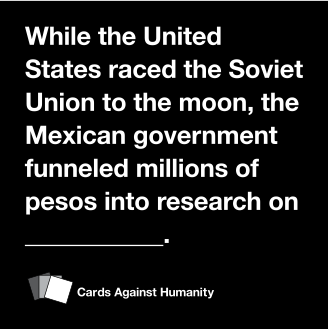 While the United
States raced the Soviet
Union to the moon, the
Mexican government
funneled millions of
pesos into research on
__________.
Cards Against Humanity